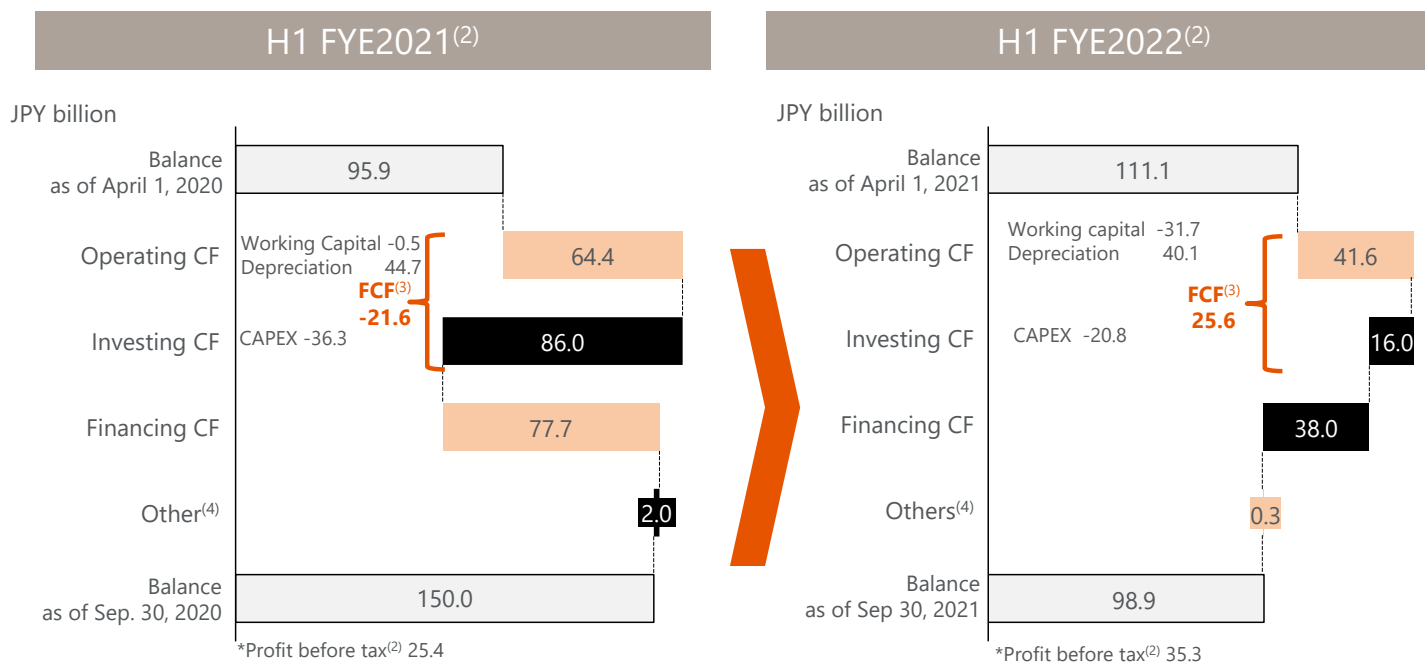 H1 FYE2021(2)
JPY billion
Balance
as of April 1, 2020
95.9
Operating CF
Working Capital -0.5
Depreciation 44.7
64.4
FCF(3)
-21.6
Investing CF
CAPEX -36.3
86.0
Financing CF
77.7
Other(4)
2.0
Balance
as of Sep. 30, 2020
150.0
*Profit before tax(2) 25.4
H1 FYE2022(2)
JPY billion
Balance
as of April 1, 2021
111.1
Operating CF
Working capital -31.7
Depreciation 40.1
41.6
FCF(3)
25.6
Investing CF
CAPEX -20.8
16.0
Financing CF
38.0
Others(4)
0.3
Balance
as of Sep 30, 2021
98.9
*Profit before tax(2) 35.3